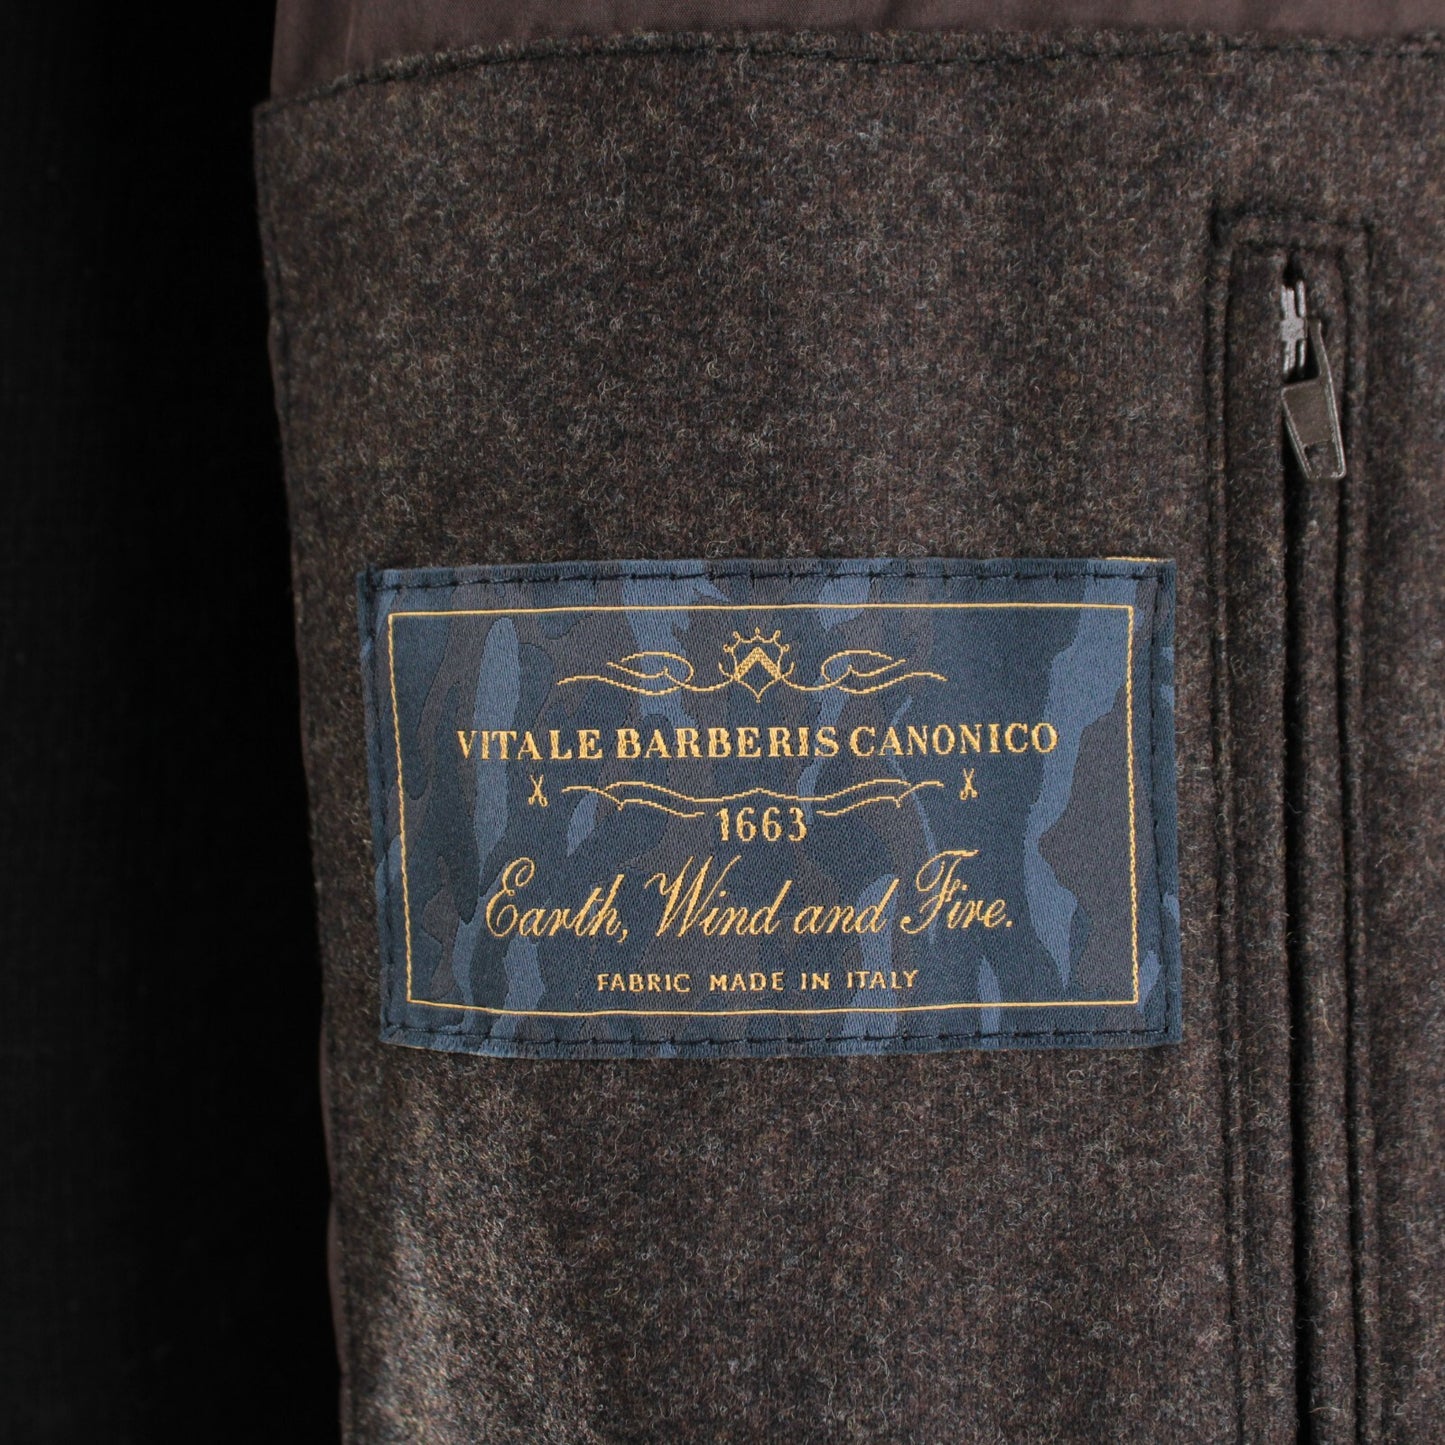 VITALE BARBERIS CANONICO
1663
Earth, Wind and Fire.
FABRIC MADE IN ITALY